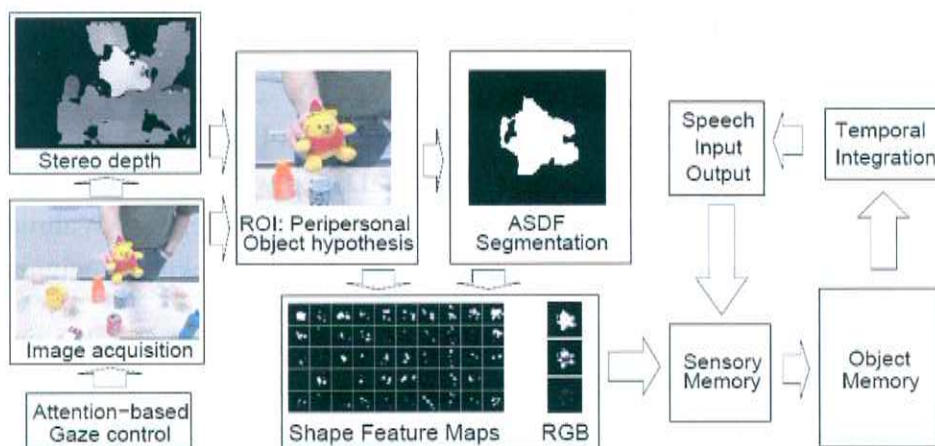 Stereo depth
Image acquisition
Attention-based
Gaze control
ROI: Peripersonal
Object hypothesis
ASDF
Segmentation
Shape Feature Maps
RGB
Speech
Input
Output
Temporal
Integration
Sensory
Memory
Object
Memory